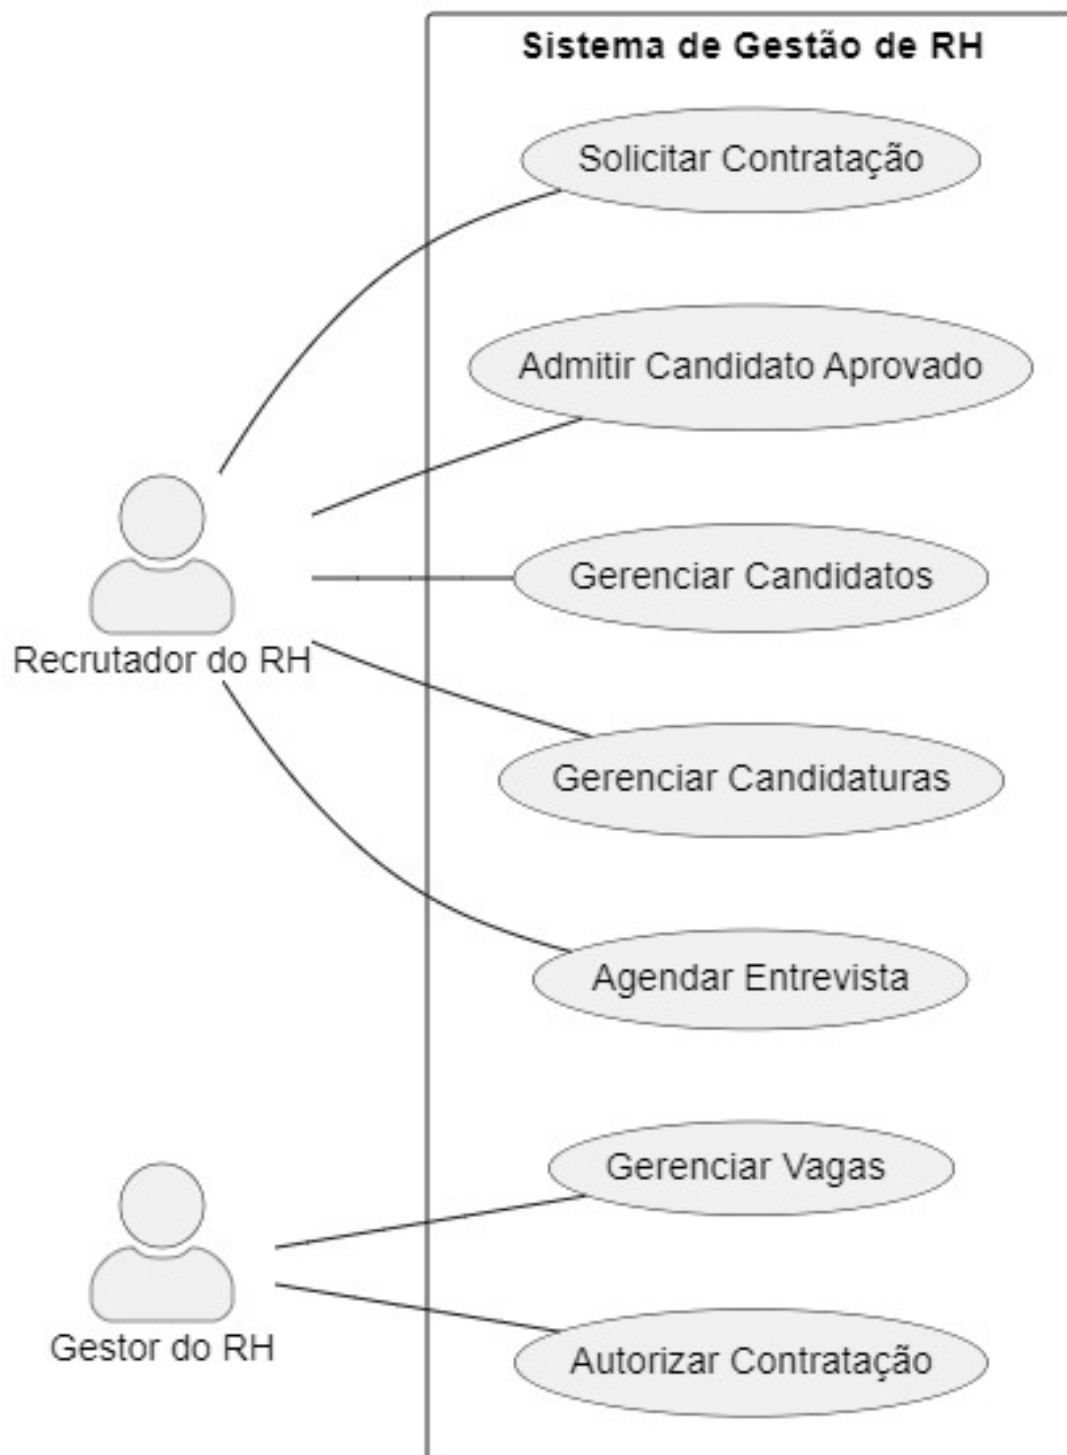 Sistema de Gestão de RH
Solicitar Contratação
Admitir Candidato Aprovado
Gerenciar Candidatos
Recrutador do RH
Gerenciar Candidaturas
Agendar Entrevista
Gerenciar Vagas
Gestor do RH
Autorizar Contratação